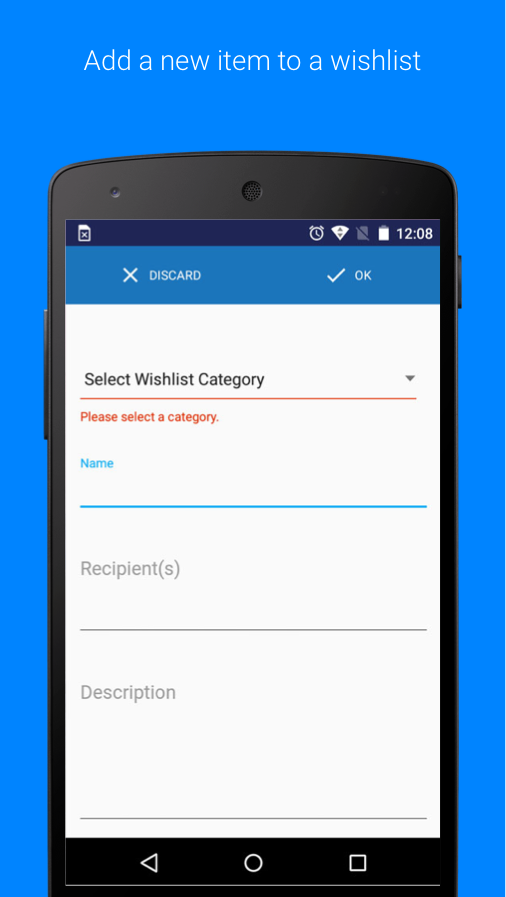 Add a new item to a wishlist
12:08
DISCARD
OK
Select Wishlist Category
Please select a category.
Name
Recipient(s)
Description